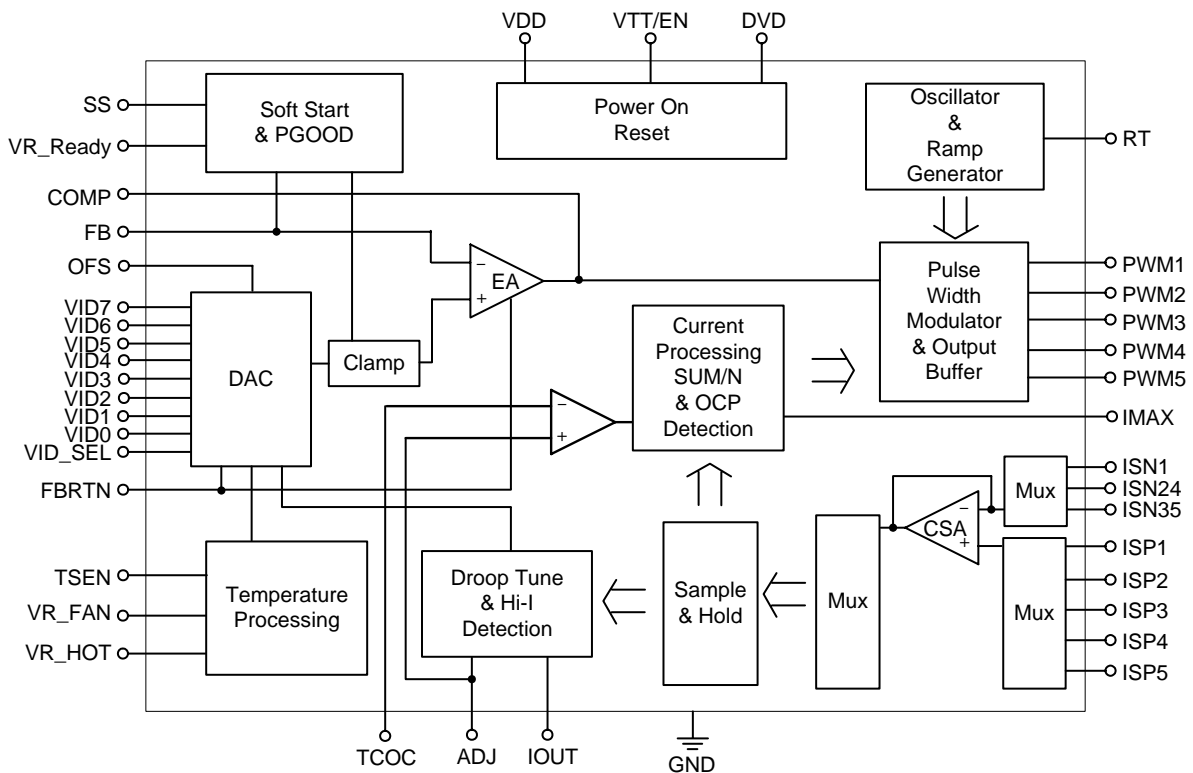 VDD
VTT/EN
DVD
SS
VR_Ready
COMP
FB
OFS
VID7
VID6
VID5
VID4
VID3
VID2
VID1
VID0
VID_SEL
FBRTN
TSEN
VR_FAN
VR_HOT
Soft Start
& PGOOD
Power On
Reset
Oscillator
&
Ramp
Generator
RT
−
EA
+
DAC
Clamp
Current
Processing
SUM/N
& OCP
Detection
−
+
Pulse
Width
Modulator
& Output
Buffer
PWM1
PWM2
PWM3
PWM4
PWM5
IMAX
ISN1
ISN24
ISN35
ISP1
ISP2
ISP3
ISP4
ISP5
Mux
−
CSA
+
Mux
Mux
Sample
& Hold
Droop Tune
& Hi-I
Detection
Temperature
Processing
TCOC
ADJ
IOUT
GND